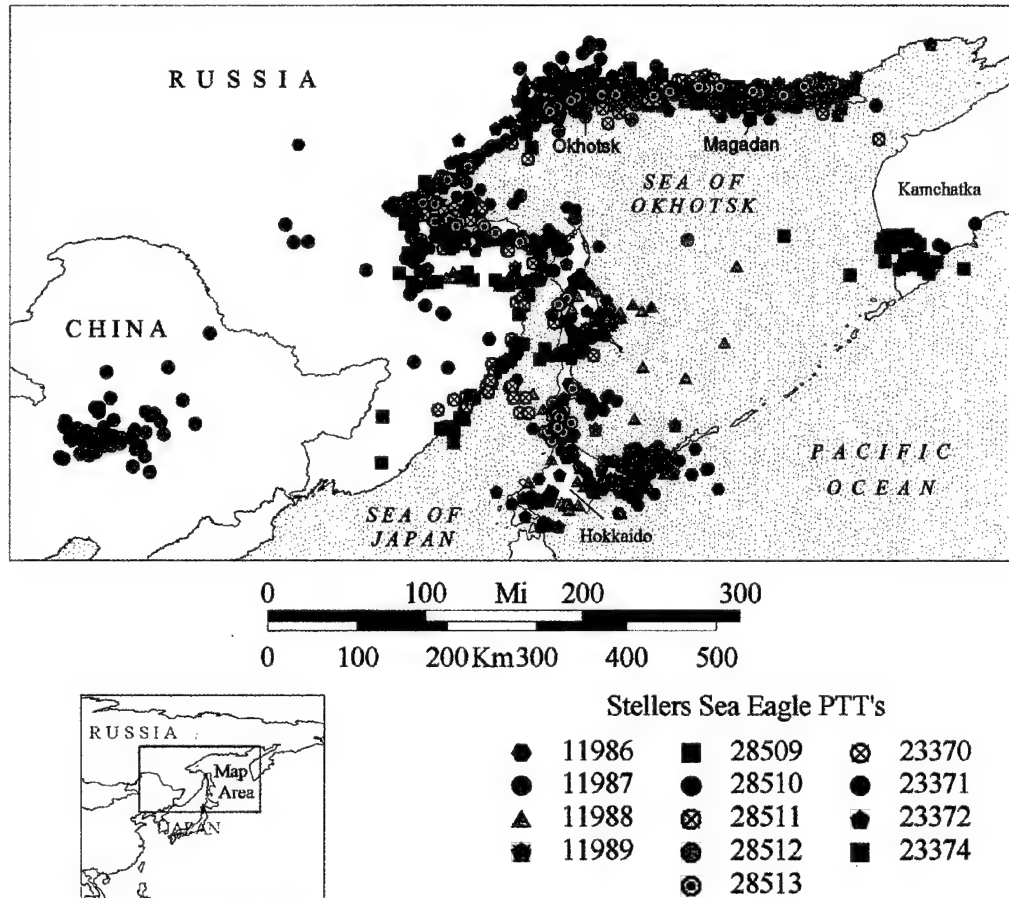 RUSSIA
Okhotsk
Magadan
SEA OF
OKHOTSK
Kamchatka
CHINA
PACIFIC
OCEAN
SEA OF
JAPAN
Hokkaido
0 100 Mi 200 300
0 100 200 Km 300 400 500
RUSSIA
Map
Area
JAPAN
Stellers Sea Eagle PTT's
11986 28509 23370
11987 28510 23371
11988 28511 23372
11989 28512 23374
28513